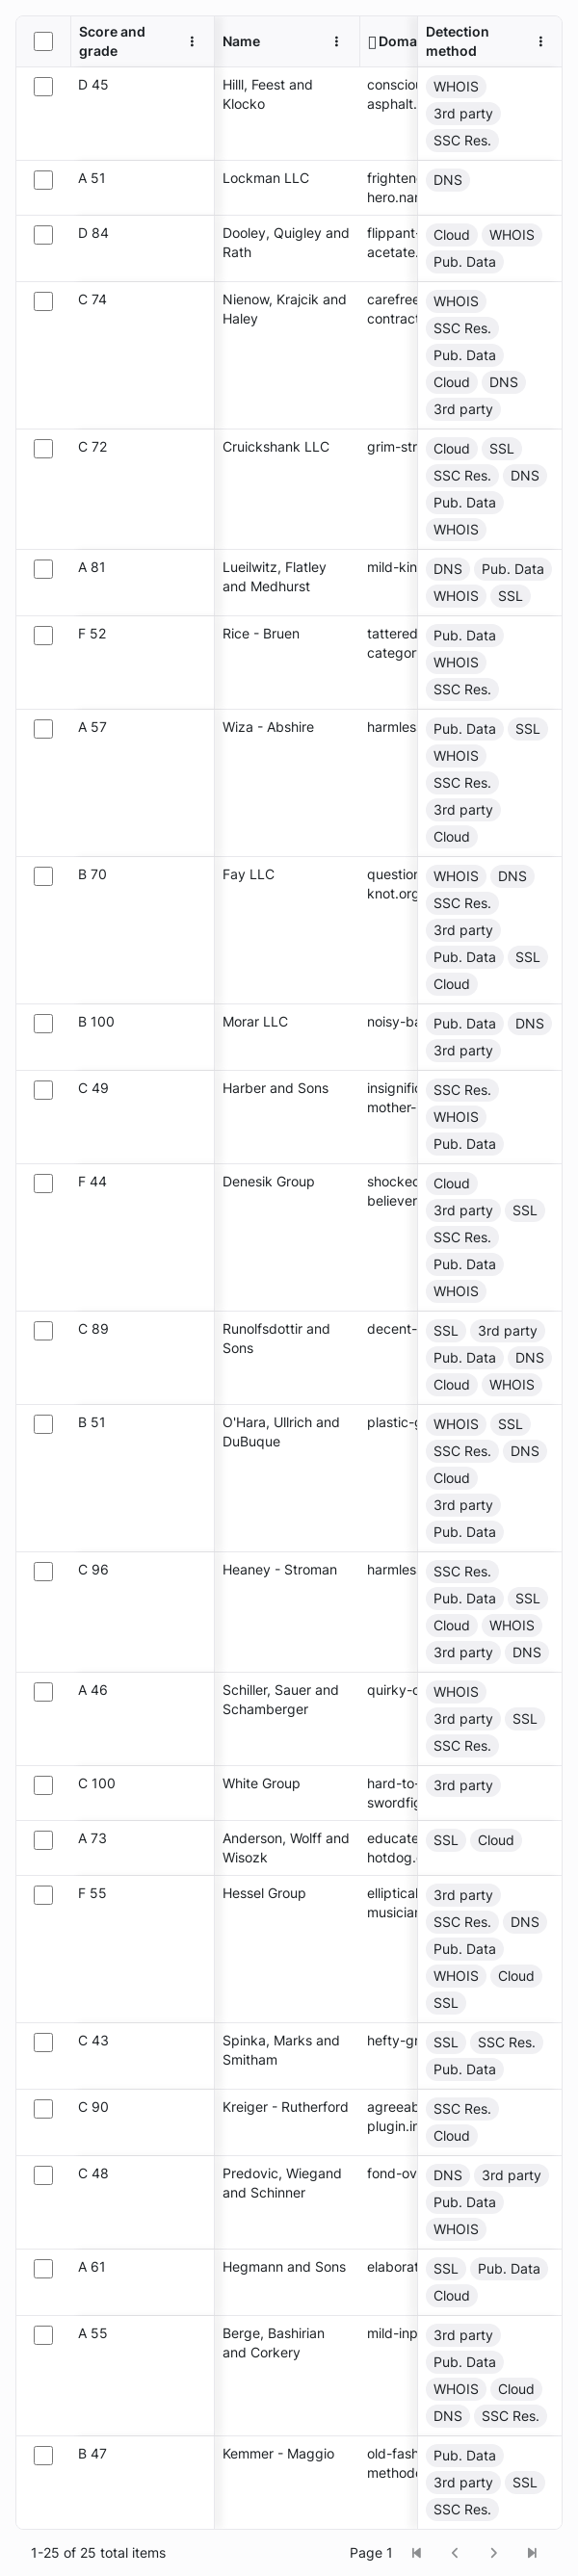 Score and grade Name Doma Detection method
D 45 Hilll, Feest and Klocko asphalt. WHOIS 3rd party SSC Res.
A 51 Lockman LLC DNS
D 84 Dooley, Quigley and Rath acetate. Cloud WHOIS Pub. Data
C 74 Nienow, Krajcik and Haley carefree contract WHOIS SSC Res. Pub. Data Cloud DNS 3rd party
C 72 Cruickshank LLC grim-str Cloud SSL SSC Res. DNS Pub. Data WHOIS
A 81 Lueilwitz, Flatley and Medhurst mild-kin DNS Pub. Data WHOIS SSL
F 52 Rice - Bruen tattered categor Pub. Data WHOIS SSC Res.
A 57 Wiza - Abshire harmles Pub. Data SSL WHOIS SSC Res. 3rd party Cloud
B 70 Fay LLC question knot.org WHOIS DNS SSC Res. 3rd party Pub. Data SSL Cloud
B 100 Morar LLC noisy-ba Pub. Data DNS 3rd party
C 49 Harber and Sons insignific mother- SSC Res. WHOIS Pub. Data
F 44 Denesik Group shocked believer Cloud 3rd party SSL SSC Res. Pub. Data WHOIS
C 89 Runolfsdottir and Sons decent- SSL 3rd party Pub. Data DNS Cloud WHOIS
B 51 O'Hara, Ullrich and DuBuque plastic-g WHOIS SSL SSC Res. DNS Cloud 3rd party Pub. Data
C 96 Heaney - Stroman harmles SSC Res. Pub. Data SSL Cloud WHOIS 3rd party DNS
A 46 Schiller, Sauer and Schamberger quirky-c WHOIS 3rd party SSL SSC Res.
C 100 White Group hard-to- swordfig 3rd party
A 73 Anderson, Wolff and Wisozk educate hotdog. SSL Cloud
F 55 Hessel Group elliptical musician 3rd party SSC Res. DNS Pub. Data WHOIS Cloud SSL
C 43 Spinka, Marks and Smitham hefty-gr SSL SSC Res. Pub. Data
C 90 Kreiger - Rutherford agreeab plugin.in SSC Res. Cloud
C 48 Predovic, Wiegand and Schinner fond-ov DNS 3rd party Pub. Data WHOIS
A 61 Hegmann and Sons elaborat SSL Pub. Data Cloud
A 55 Berge, Bashirian and Corkery mild-inp 3rd party Pub. Data WHOIS Cloud DNS SSC Res.
B 47 Kemmer - Maggio old-fash Pub. Data 3rd party SSL SSC Res.
1-25 of 25 total items Page 1